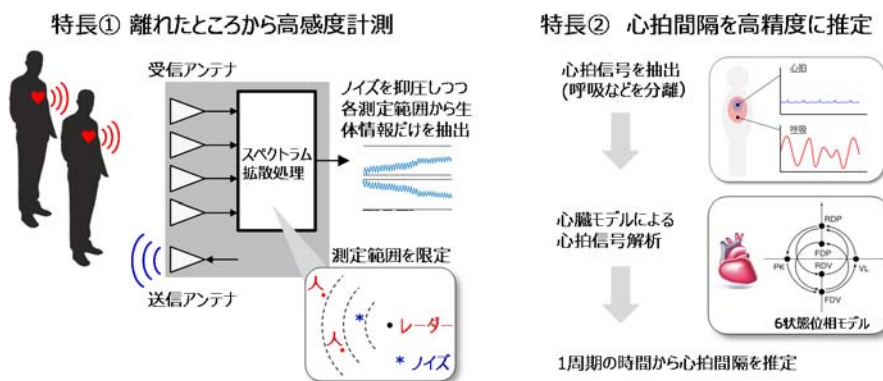 特長① 離れたところから高感度計測
受信アンテナ
スペクトラム
拡散処理
ノイズを抑圧しつつ
各測定範囲から生
体情報だけを抽出
送信アンテナ
測定範囲を限定
人
人
* ● レーダー
* ノイズ
特長② 心拍間隔を高精度に推定
心拍信号を抽出
(呼吸などを分離)
心拍
呼吸
心臓モデルによる
心拍信号解析
RDP
FDP
PK
VL
RDV
FDV
6状態位相モデル
1周期の時間から心拍間隔を推定